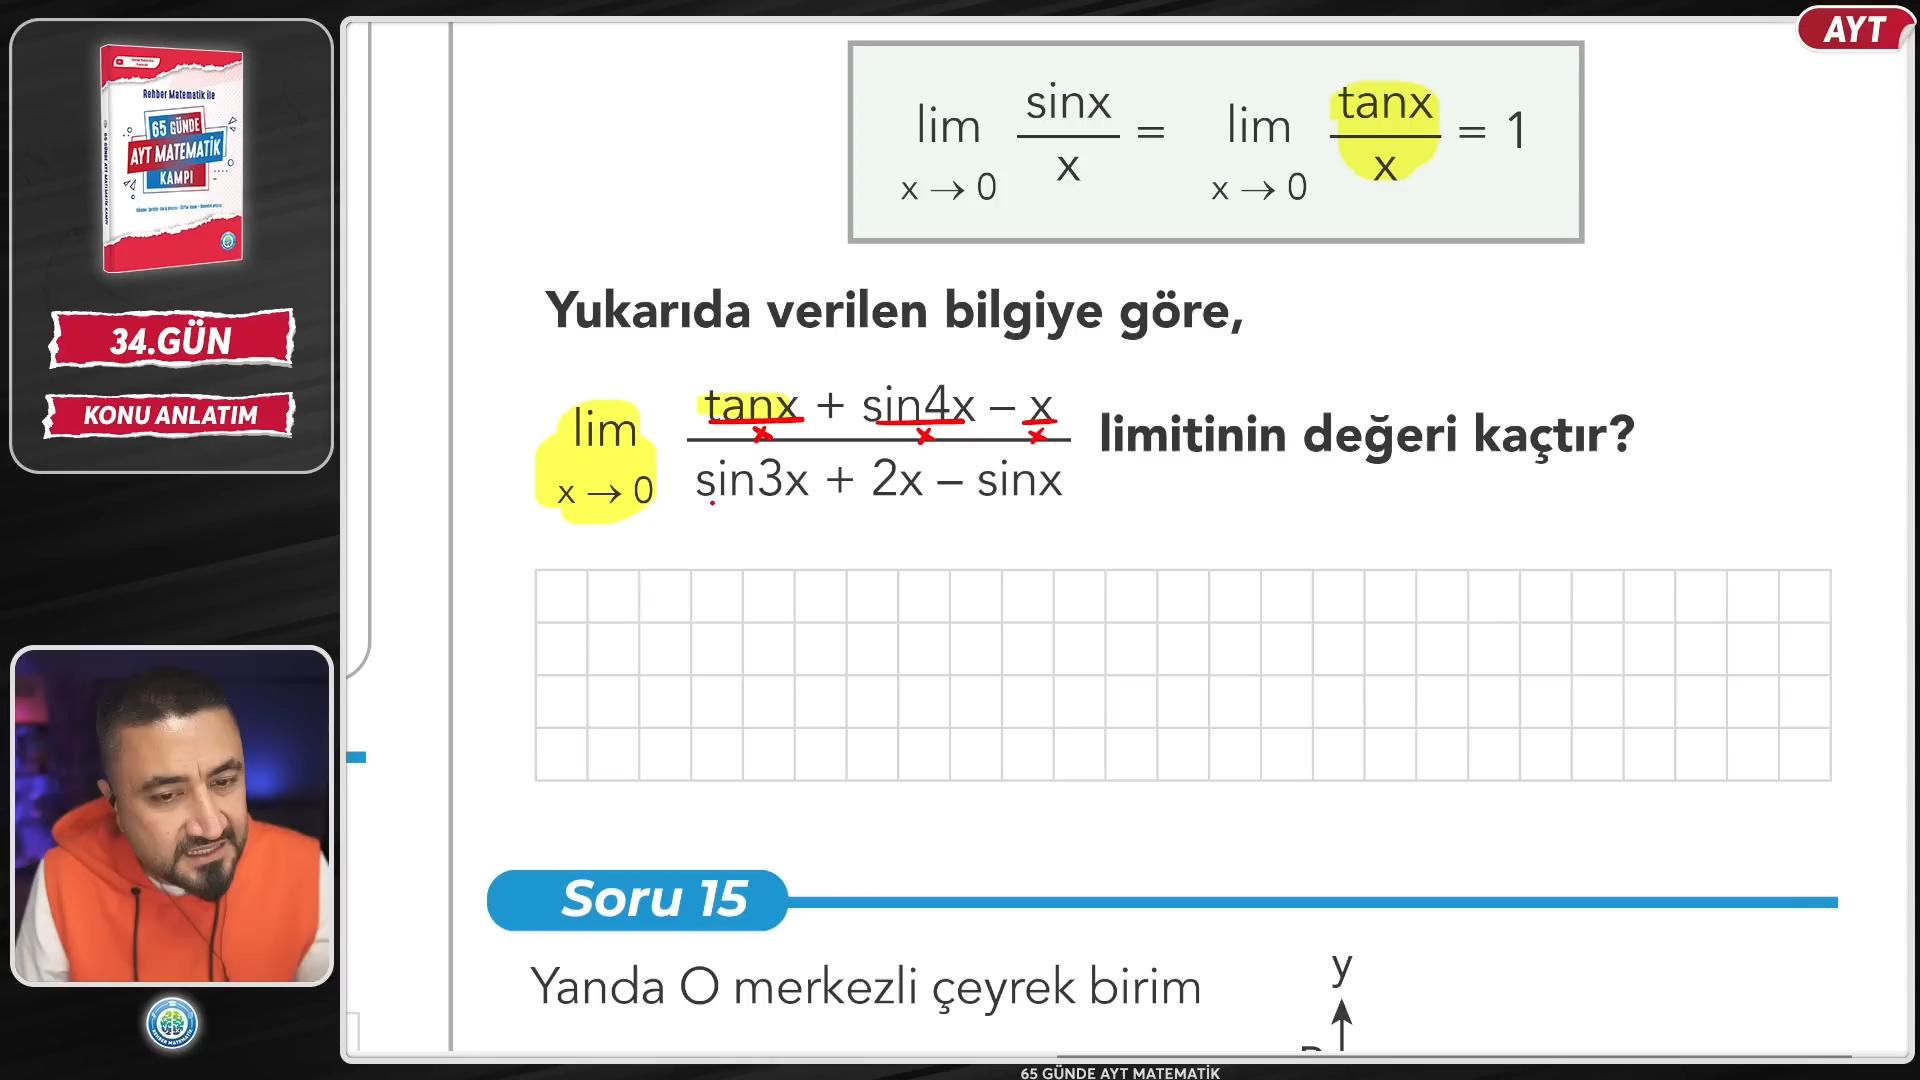 AYT
Rehber Matematik ile
65 GÜNDE
AYT MATEMATİK
KAMPI
34.GÜN
KONU ANLATIM
lim x → 0 sinx / x = lim x → 0 tanx / x = 1
Yukarıda verilen bilgiye göre,
lim x → 0 tanx + sin4x – x / sin3x + 2x – sinx limitinin değeri kaçtır?
x x x
Soru 15
Yanda O merkezli çeyrek birim
y
REHBER MATEMATİK
65 GÜNDE AYT MATEMATİK